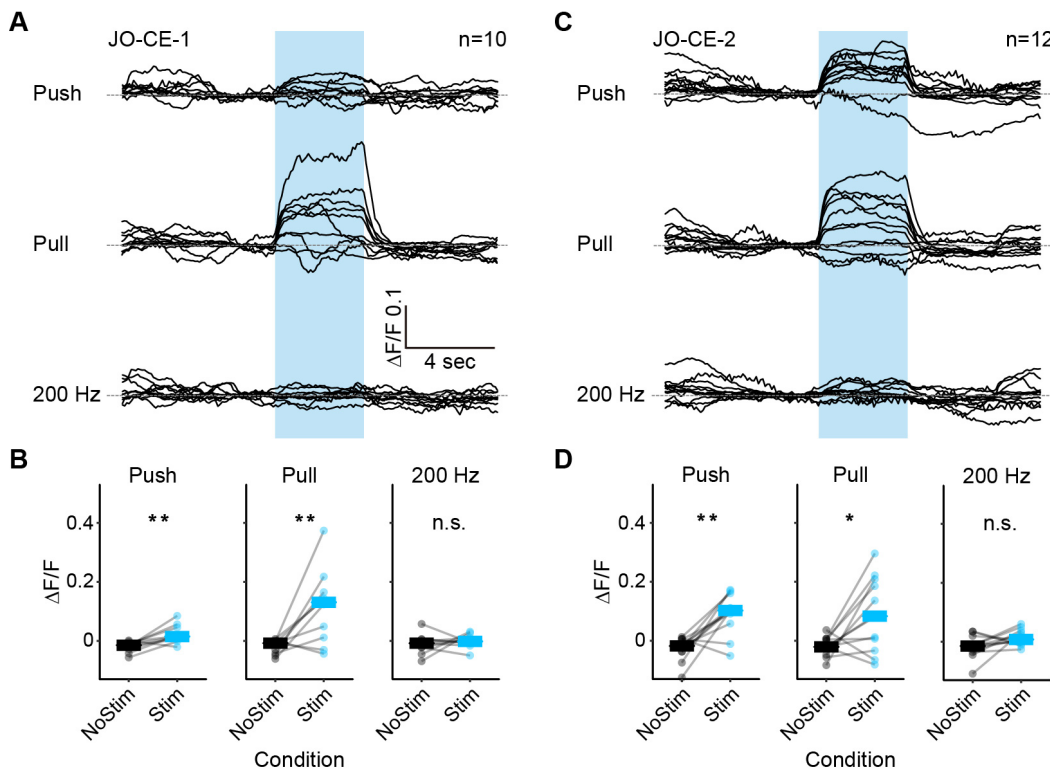 A
JO-CE-1
n=10
Push
Pull
ΔF/F 0.1
4 sec
200 Hz
B
Push
Pull
200 Hz
**
**
n.s.
ΔF/F
0.4
0.2
0
NoStim
Stim
NoStim
Stim
NoStim
Stim
Condition
C
JO-CE-2
n=12
Push
Pull
200 Hz
D
Push
Pull
200 Hz
**
*
n.s.
ΔF/F
0.4
0.2
0
NoStim
Stim
NoStim
Stim
NoStim
Stim
Condition